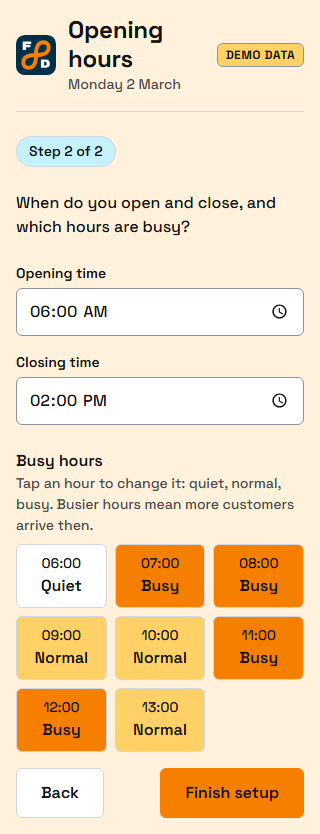 F
8
D
Opening
hours
Monday 2 March
DEMO DATA
Step 2 of 2
When do you open and close, and
which hours are busy?
Opening time
06:00 AM
Closing time
02:00 PM
Busy hours
Tap an hour to change it: quiet, normal,
busy. Busier hours mean more customers
arrive then.
06:00 07:00 08:00
Quiet Busy Busy
09:00 10:00 11:00
Normal Normal Busy
12:00 13:00
Busy Normal
Back Finish setup